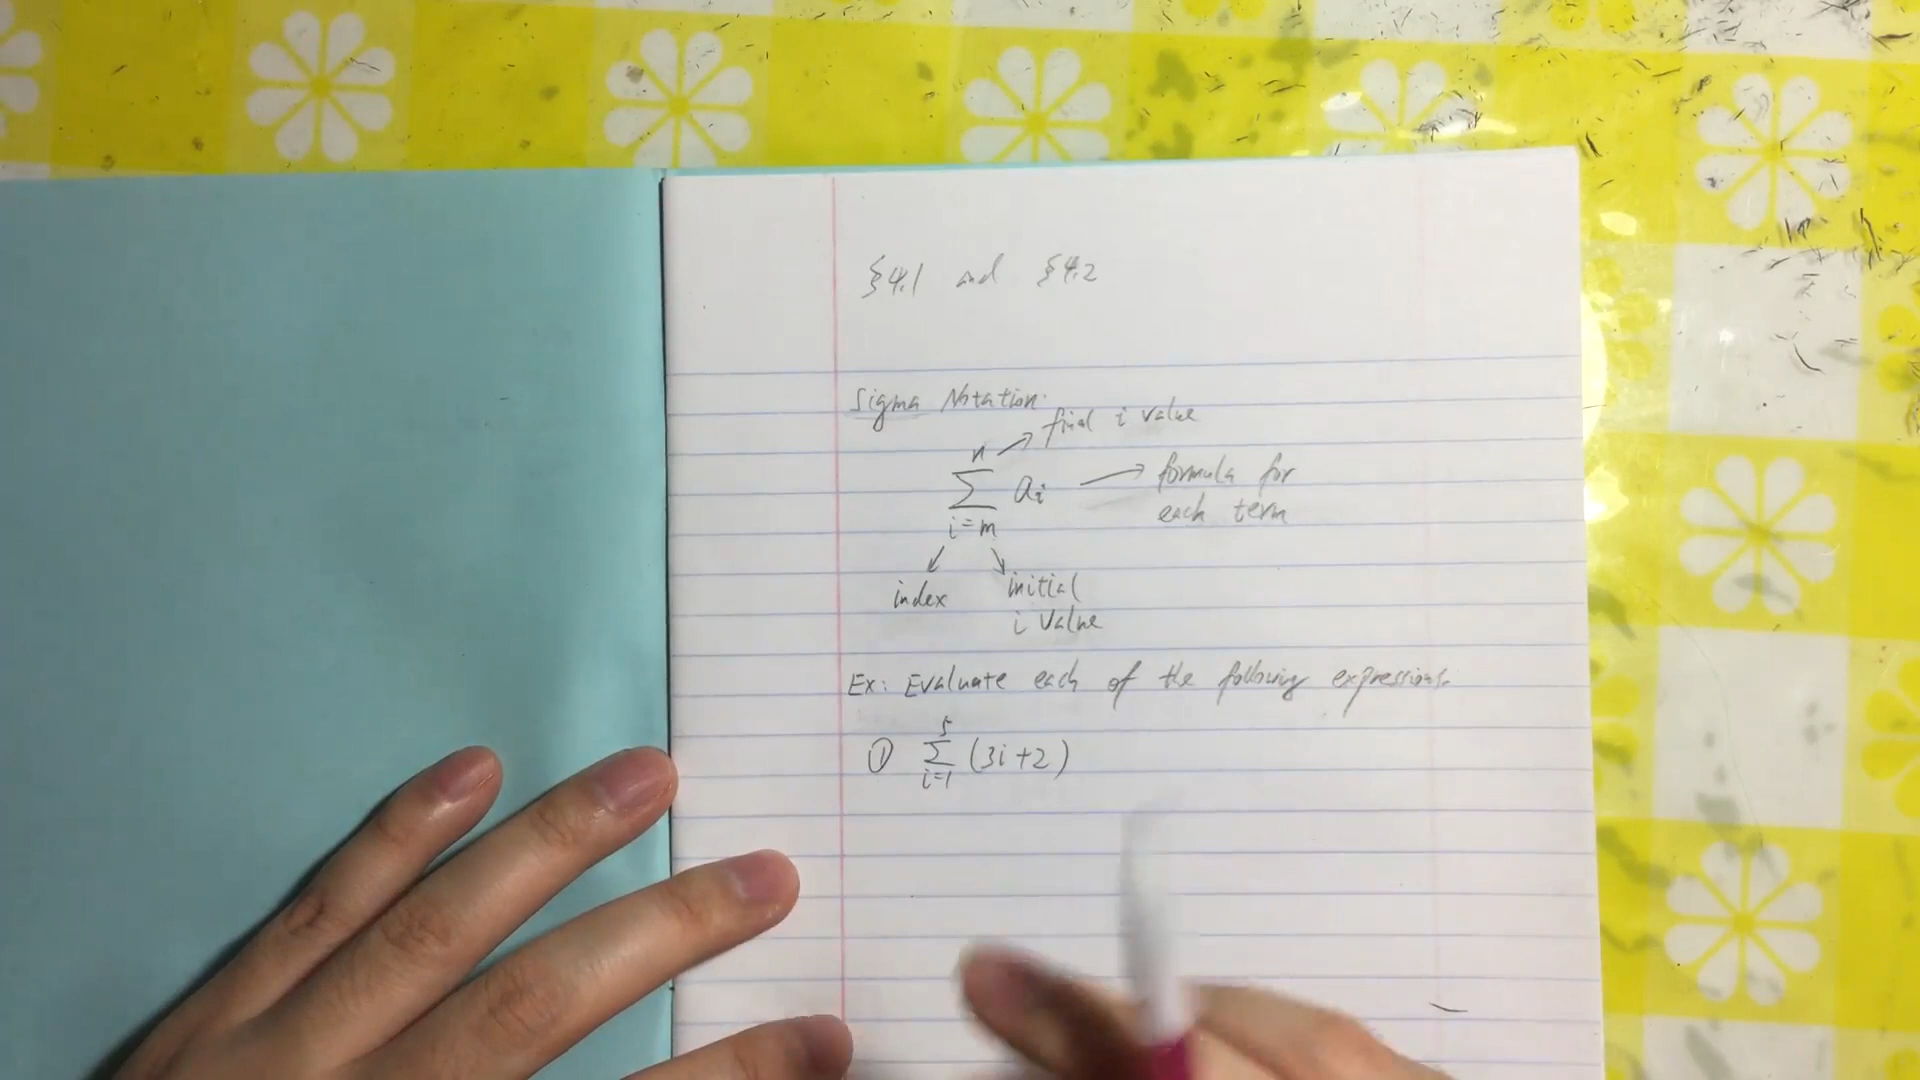 §4.1 and §4.2
Sigma Notation:
n → final i value
∑ aᵢ → formula for
each term
i=m
index
initial
i value
Ex: Evaluate each of the following expressions.
① 5
∑ (3i+2)
i=1